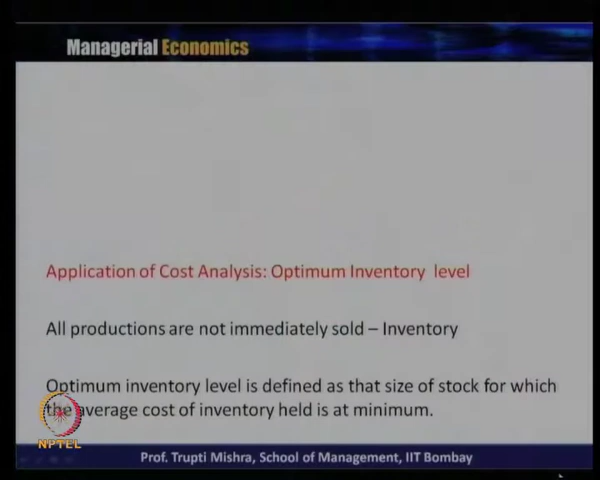 Managerial Economics
Application of Cost Analysis: Optimum Inventory level
All productions are not immediately sold – Inventory
Optimum inventory level is defined as that size of stock for which
the average cost of inventory held is at minimum.
NPTEL
Prof. Trupti Mishra, School of Management, IIT Bombay